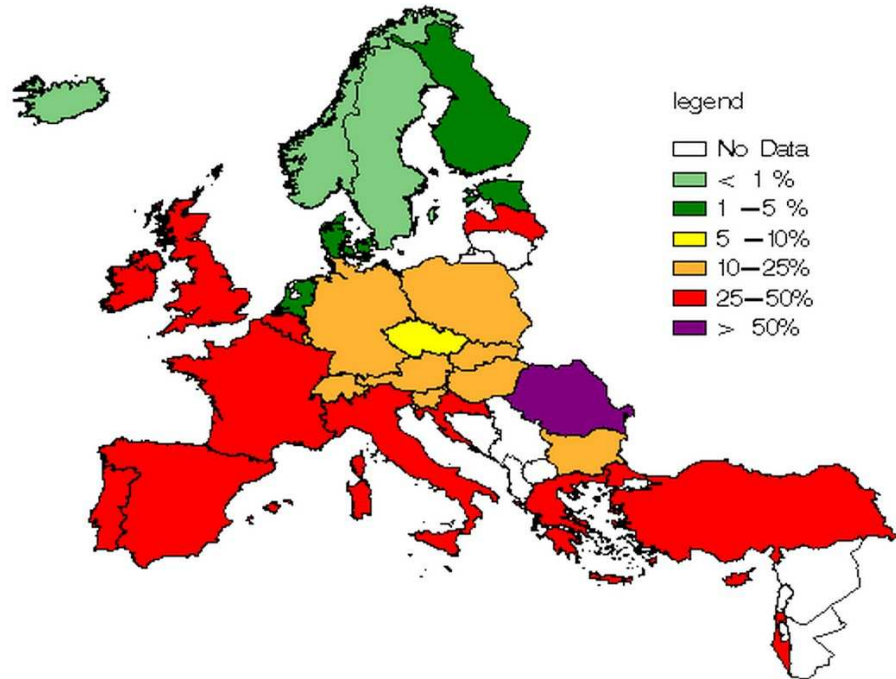 legend
No Data
< 1 %
1 –5 %
5 –10%
10–25%
25–50%
> 50%